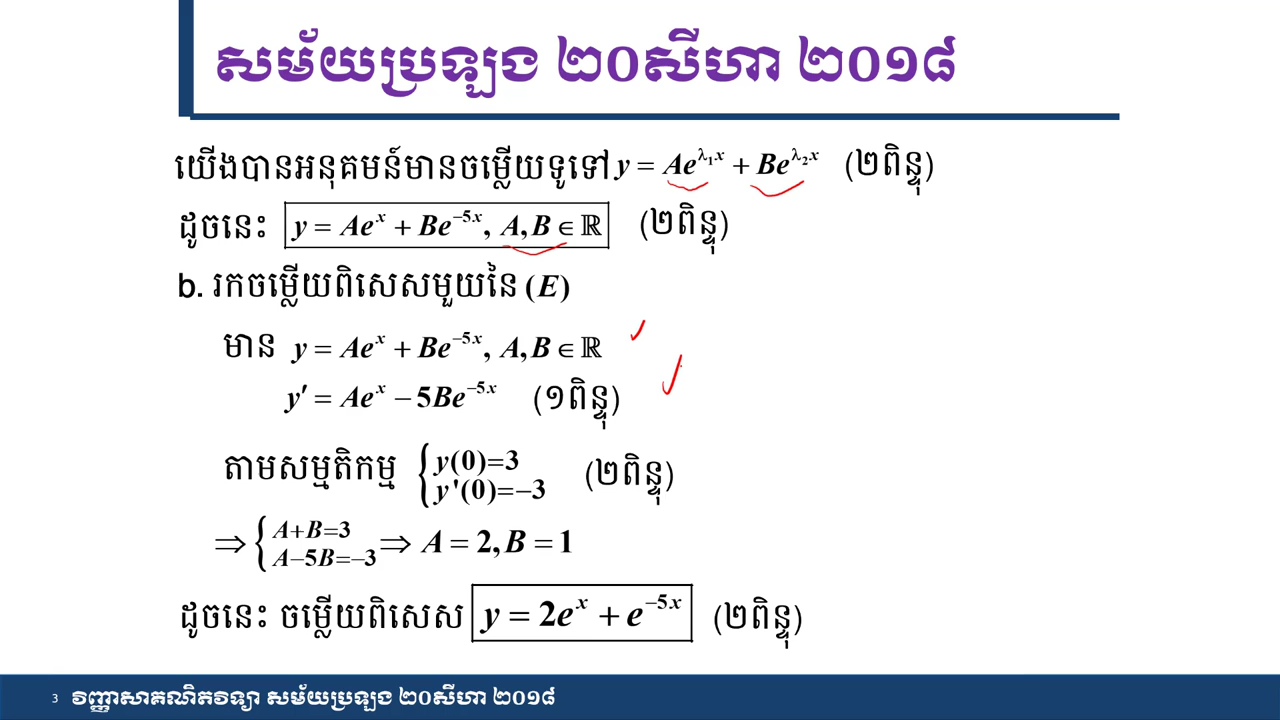 សម័យប្រឡង ២០សីហា ២០១៨
យើងបានអនុគមន៍មានចម្លើយទូទៅ y = Ae^{λ₁x} + Be^{λ₂x} (២ពិន្ទុ)
ដូចនេះ y = Ae^{x} + Be^{−5x}, A,B ∈ ℝ (២ពិន្ទុ)
b. រកចម្លើយពិសេសមួយនៃ (E)
មាន y = Ae^{x} + Be^{−5x}, A,B ∈ ℝ
y′ = Ae^{x} − 5Be^{−5x} (១ពិន្ទុ)
តាមសម្មតិកម្ម { y(0)=3 (២ពិន្ទុ)
y'(0)=−3
⇒ { A+B=3 ⇒ A = 2, B = 1
A−5B=−3
ដូចនេះ ចម្លើយពិសេស y = 2e^{x} + e^{−5x} (២ពិន្ទុ)
3 វិញ្ញាសាគណិតវិទ្យា សម័យប្រឡង ២០សីហា ២០១៨